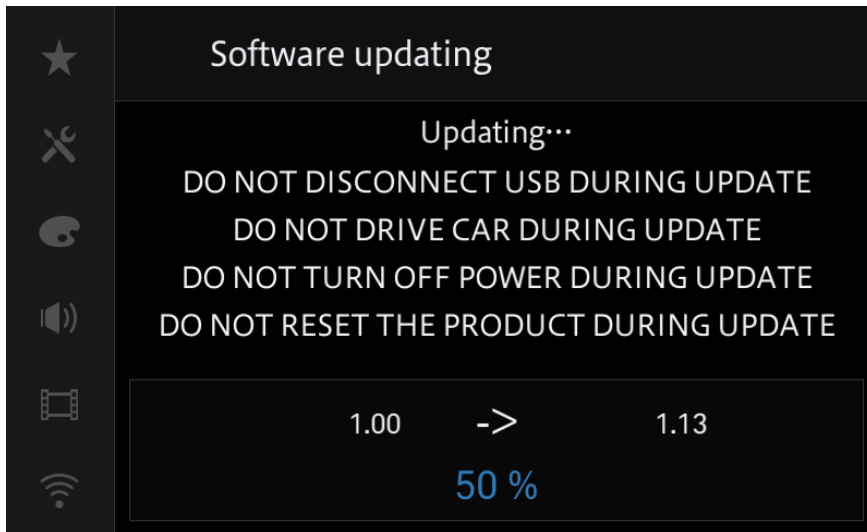 Software updating
Updating⋯
DO NOT DISCONNECT USB DURING UPDATE
DO NOT DRIVE CAR DURING UPDATE
DO NOT TURN OFF POWER DURING UPDATE
DO NOT RESET THE PRODUCT DURING UPDATE
1.00 -> 1.13
50 %